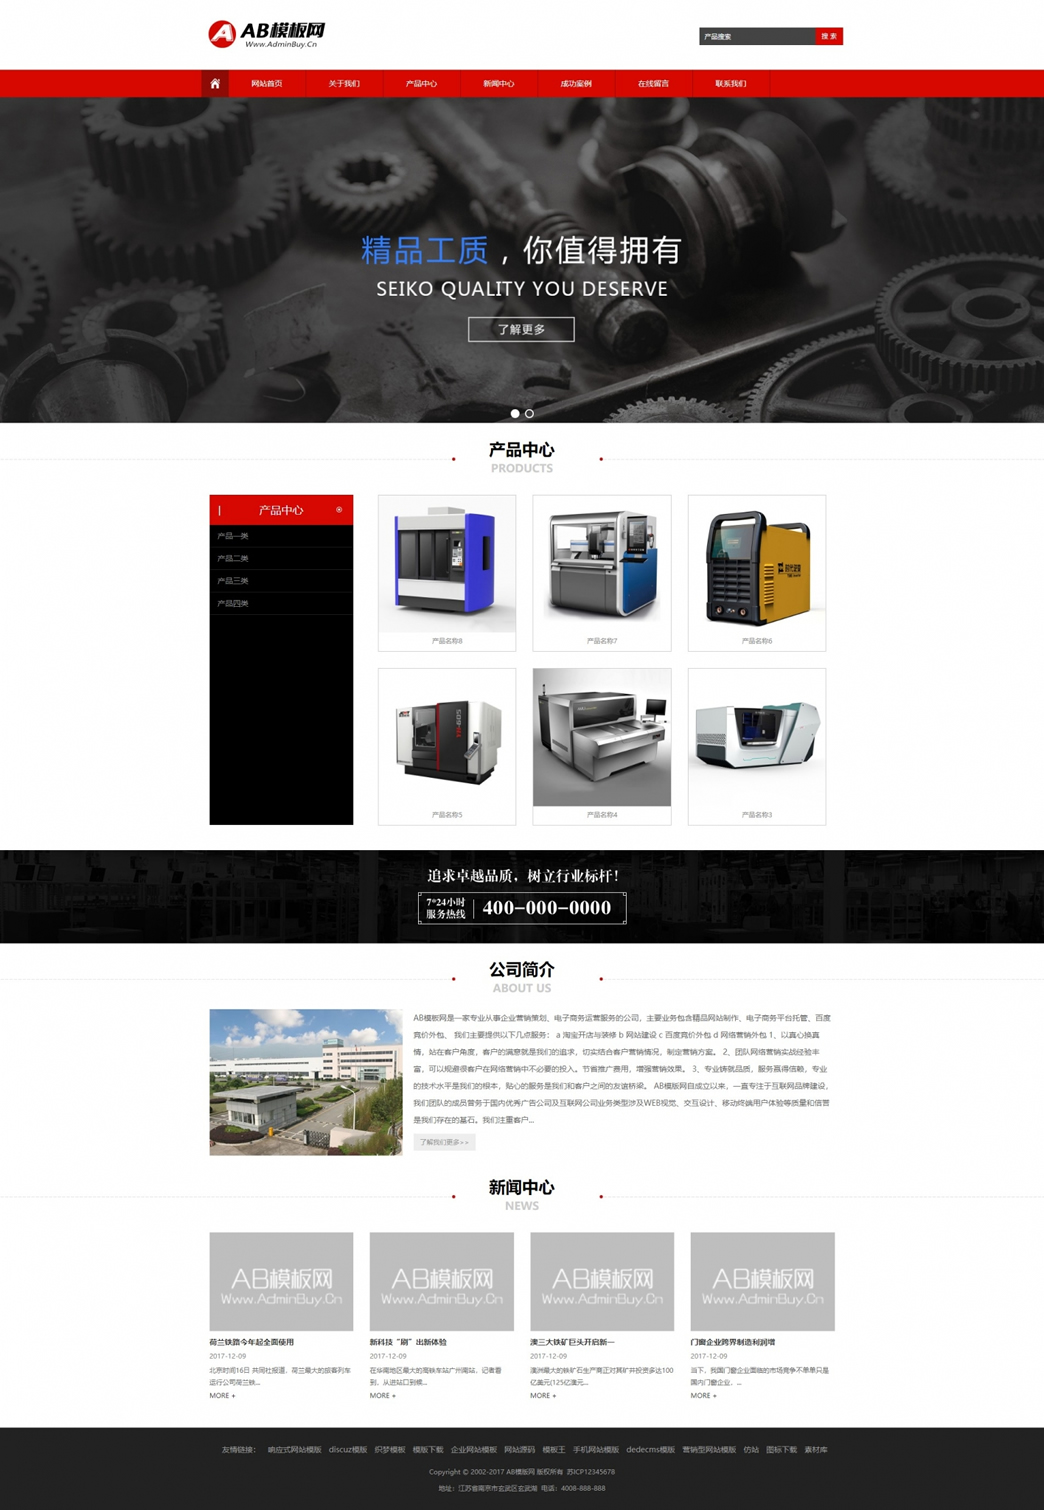 AB模板网
Www.AdminBuy.Cn
产品搜索 搜 索
网站首页 关于我们 产品中心 新闻中心 成功案例 在线留言 联系我们
精品工质，你值得拥有
SEIKO QUALITY YOU DESERVE
了解更多
产品中心
PRODUCTS
产品中心
产品一类
产品二类
产品三类
产品四类
产品名称8
产品名称7
产品名称6
产品名称5
产品名称4
产品名称3
追求卓越品质，树立行业标杆！
7*24小时
服务热线
400-000-0000
公司简介
ABOUT US
AB模板网是一家专业从事企业营销策划、电子商务运营服务的公司，主要业务包含精品网站制作、电子商务平台托管、百度
竞价外包、 我们主要提供以下几点服务： a 淘宝开店与装修 b 网站建设 c 百度竞价外包 d 网络营销外包 1、以真心换真
情，站在客户角度，客户的满意就是我们的追求，切实结合客户营销情况，制定营销方案。 2、团队网络营销实战经验丰
富，可以规避很客户在网络营销中不必要的投入。节省推广费用，增强营销效果。 3、专业铸就品质，服务赢得信赖，专业
的技术水平是我们的根本，贴心的服务是我们和客户之间的友谊桥梁。 AB模板网自成立以来，一直专注于互联网品牌建设，
我们团队的成员曾务于国内优秀广告公司及互联网公司业务类型涉及WEB视觉、交互设计、移动终端用户体验等质量和信誉
是我们存在的基石。我们注重客户...
了解我们更多>>
新闻中心
NEWS
AB模板网
Www.AdminBuy.Cn
荷兰铁路今年起全面使用
2017-12-09
北京时间16日 共同社报道，荷兰最大的旅客列车
运行公司荷兰铁...
MORE +
AB模板网
Www.AdminBuy.Cn
新科技“刷”出新体验
2017-12-09
在华南地区最大的高铁车站广州南站，记者看
到，从进站口到候...
MORE +
AB模板网
Www.AdminBuy.Cn
澳三大铁矿巨头开启新一
2017-12-09
澳洲最大的铁矿石生产商正对其矿井投资多达100
亿美元(125亿澳元...
MORE +
AB模板网
Www.AdminBuy.Cn
门窗企业跨界制造利润增
2017-12-09
当下，我国门窗企业面临的市场竞争不单单只是
国内门窗企业，...
MORE +
友情链接： 响应式网站模版 discuz模版 织梦模板 模版下载 企业网站模板 网站源码 模板王 手机网站模版 dedecms模版 营销型网站模版 仿站 图标下载 素材库
Copyright © 2002-2017 AB模版网 版权所有 苏ICP12345678
地址：江苏省南京市玄武区玄武湖 电话：4008-888-888